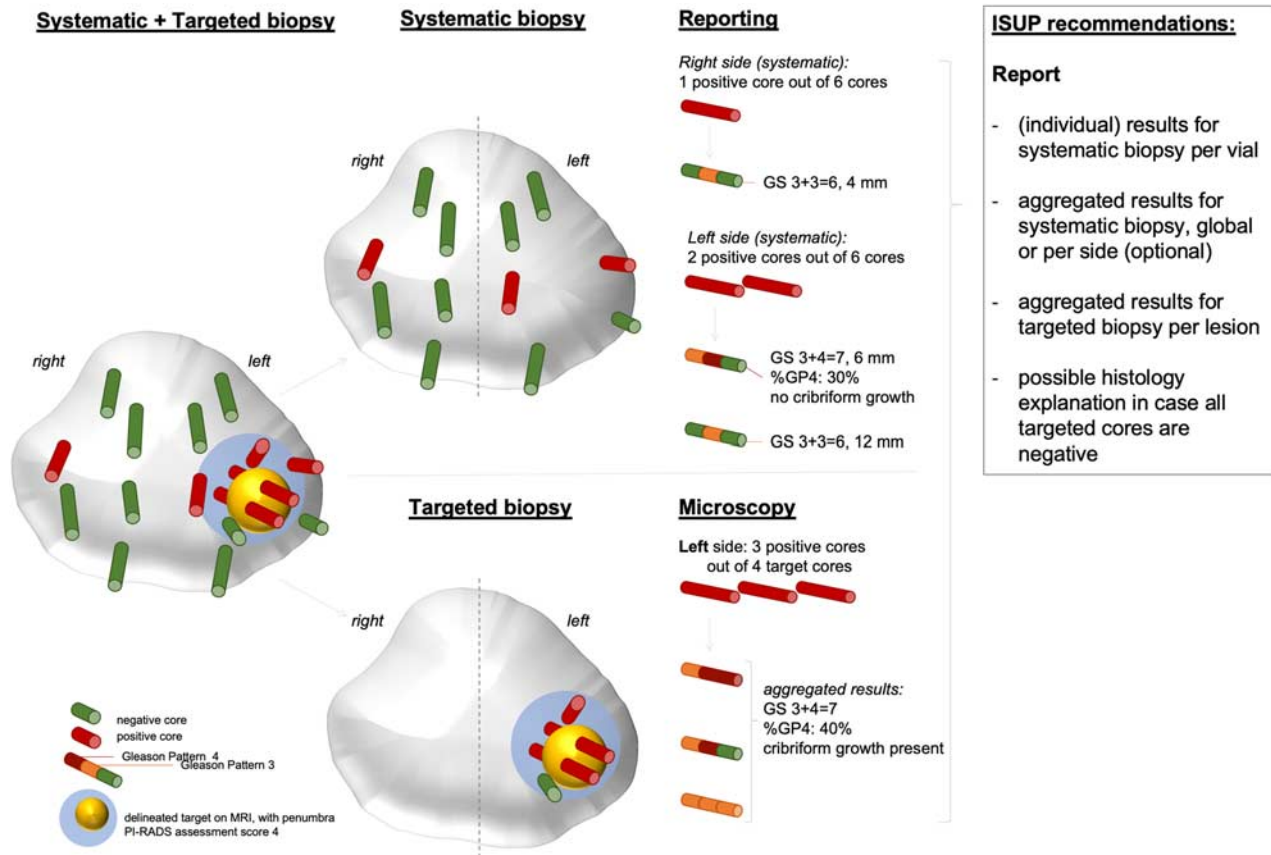 Systematic + Targeted biopsy
right
left
negative core
positive core
Gleason Pattern 4
Gleason Pattern 3
delineated target on MRI, with penumbra
PI-RADS assessment score 4
Systematic biopsy
right
left
Targeted biopsy
right
left
Reporting
Right side (systematic):
1 positive core out of 6 cores
GS 3+3=6, 4 mm
Left side (systematic):
2 positive cores out of 6 cores
GS 3+4=7, 6 mm
%GP4: 30%
no cribriform growth
GS 3+3=6, 12 mm
Microscopy
Left side: 3 positive cores
out of 4 target cores
aggregated results:
GS 3+4=7
%GP4: 40%
cribriform growth present
ISUP recommendations:
Report
- (individual) results for
systematic biopsy per vial
- aggregated results for
systematic biopsy, global
or per side (optional)
- aggregated results for
targeted biopsy per lesion
- possible histology
explanation in case all
targeted cores are
negative